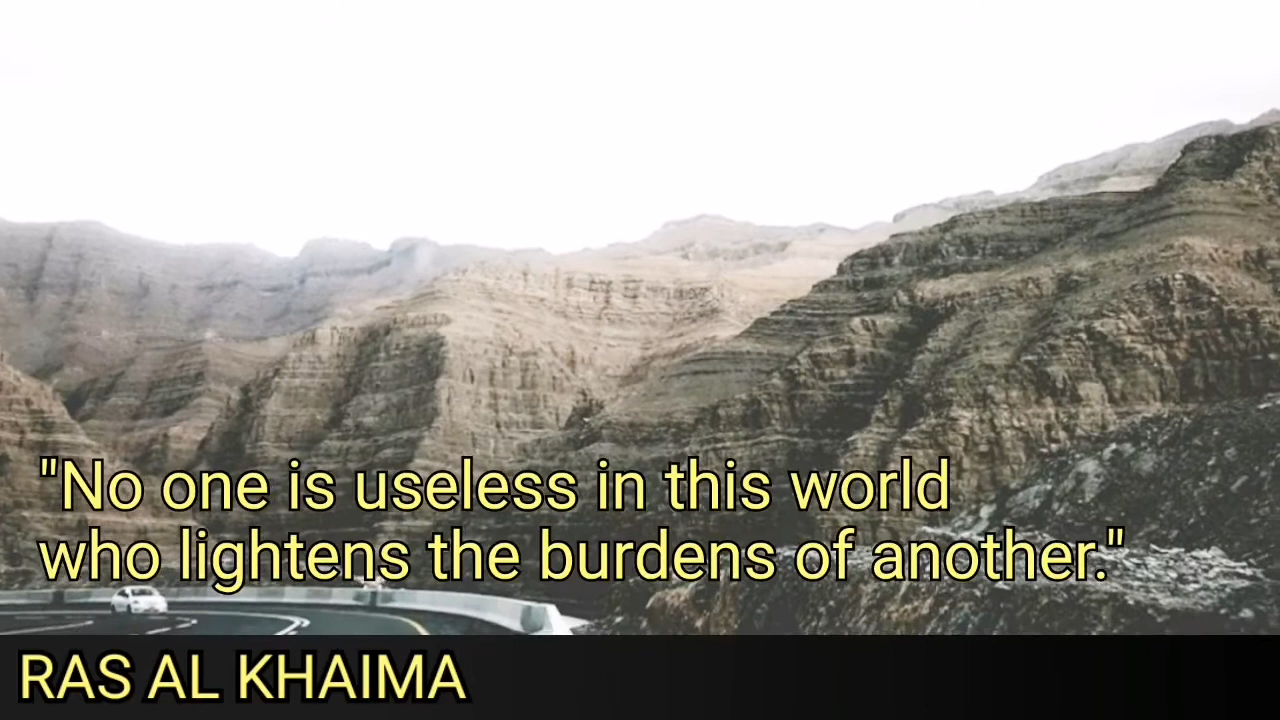 "No one is useless in this world
who lightens the burdens of another."
RAS AL KHAIMA